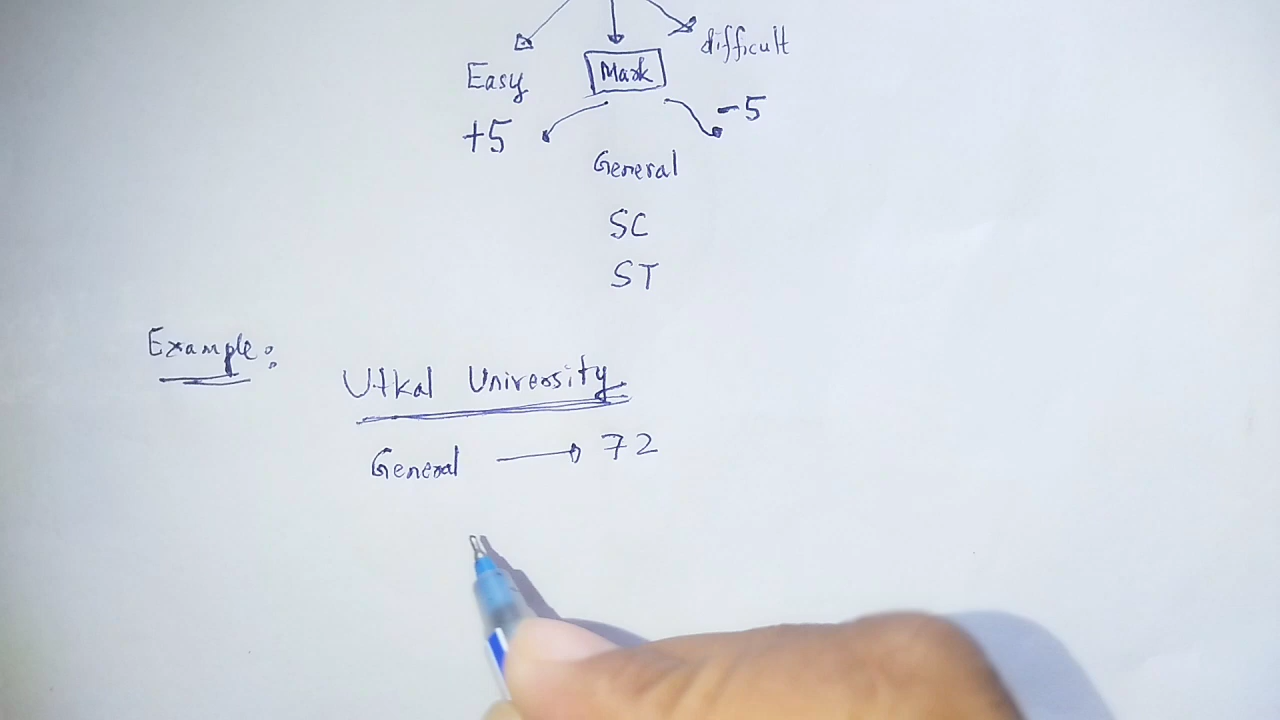 difficult
Easy
Mark
-5
+5
General
SC
ST
Example:
Utkal University
General → 72